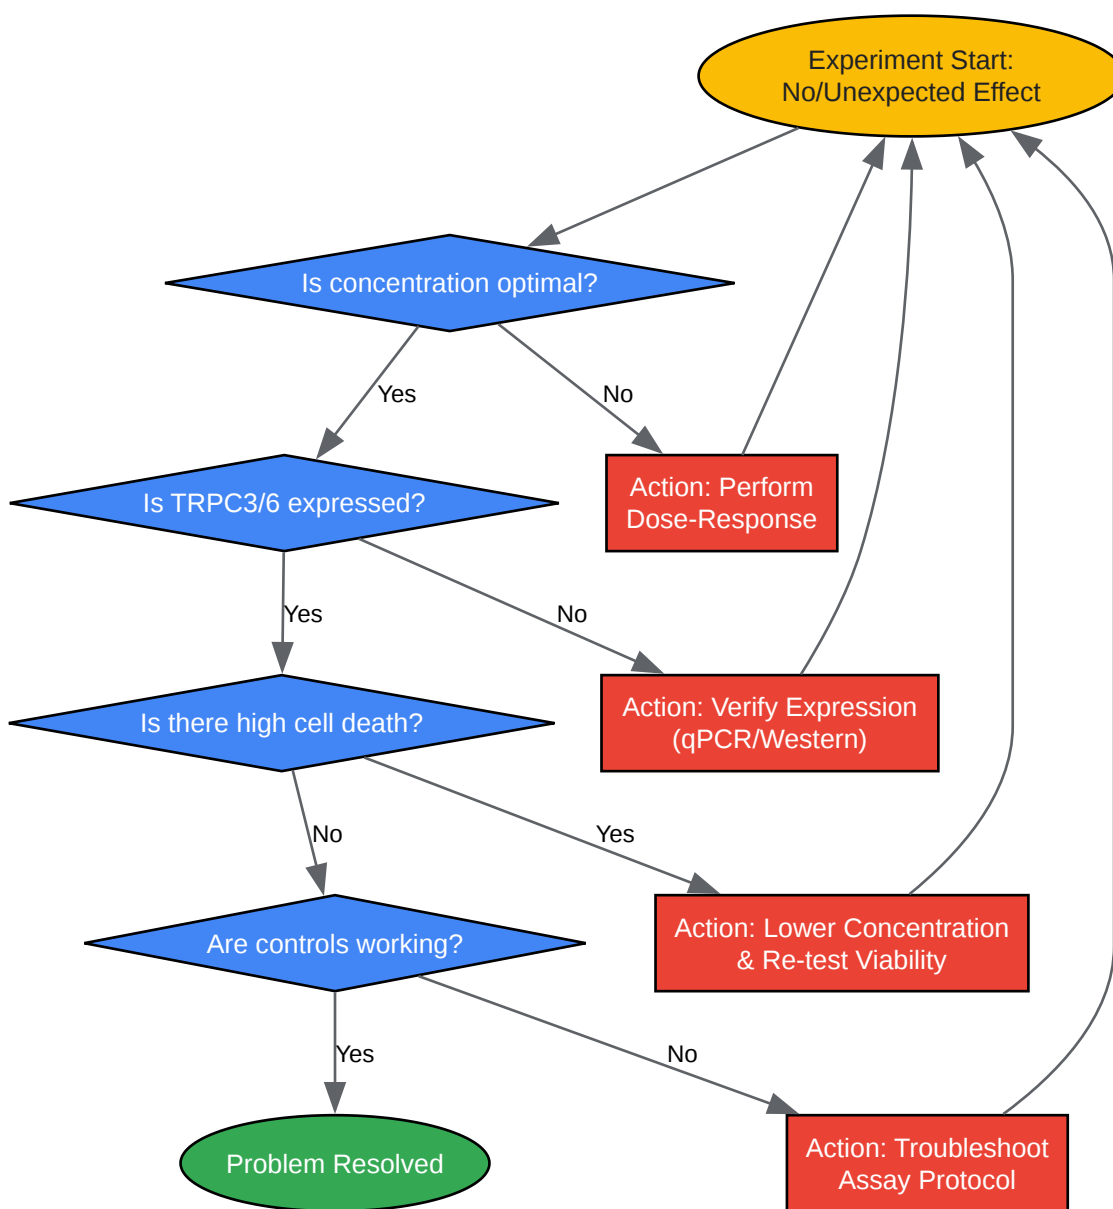 Experiment Start:
No/Unexpected Effect
Is concentration optimal?
Yes
No
Is TRPC3/6 expressed?
Action: Perform
Dose-Response
Yes
No
Is there high cell death?
Action: Verify Expression
(qPCR/Western)
No
Yes
Are controls working?
Action: Lower Concentration
& Re-test Viability
Yes
No
Problem Resolved
Action: Troubleshoot
Assay Protocol